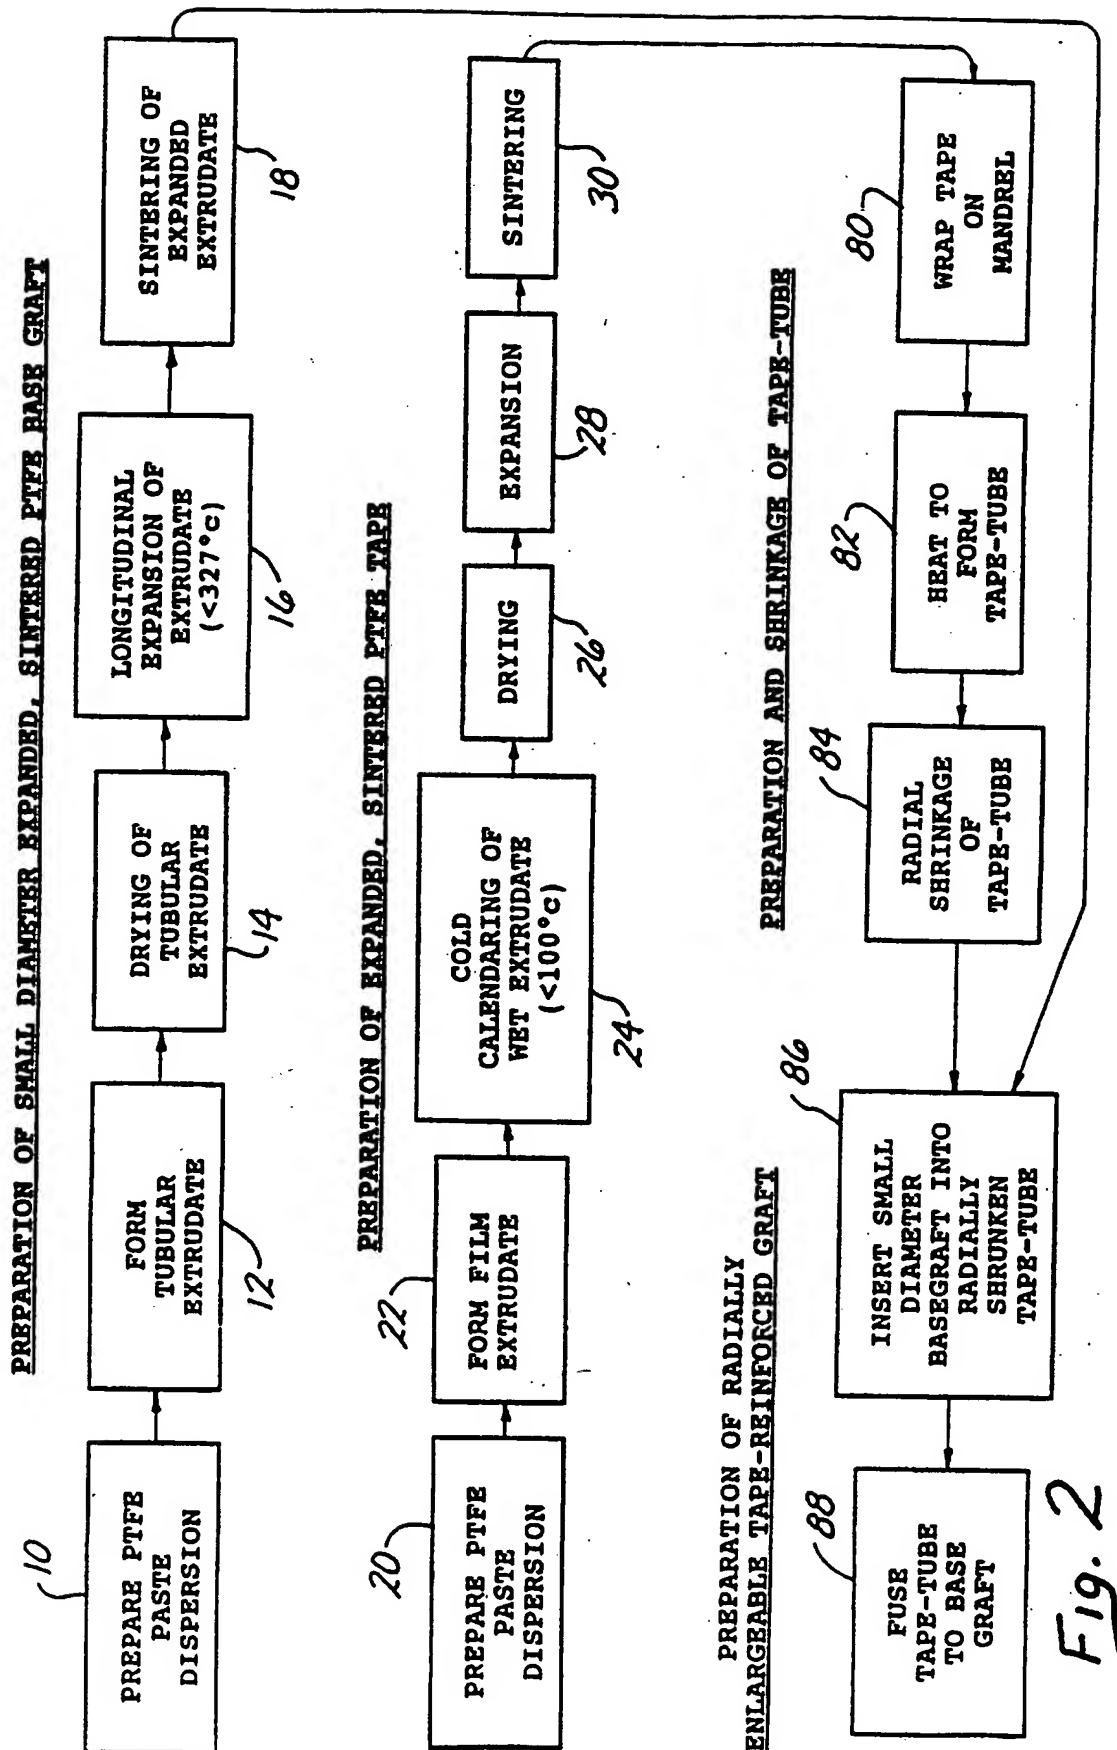 PREPARATION OF SMALL DIAMETER EXPANDED, SINTERED PTFE BASE GRAFT
10
PREPARE PTFE
PASTE
DISPERSION
FORM
TUBULAR
EXTRUDATE
12
DRYING OF
TUBULAR
EXTRUDATE
14
LONGITUDINAL
EXPANSION OF
EXTRUDATE
(<327°c)
16
SINTERING OF
EXPANDED
EXTRUDATE
18
PREPARATION OF EXPANDED, SINTERED PTFE TAPE
20
PREPARE PTFE
PASTE
DISPERSION
22
FORM FILM
EXTRUDATE
COLD
CALENDARING OF
WET EXTRUDATE
(<100°c)
24
DRYING
26
EXPANSION
28
SINTERING
30
PREPARATION AND SHRINKAGE OF TAPE-TUBE
80
WRAP TAPE
ON
MANDREL
82
HEAT TO
FORM
TAPE-TUBE
84
RADIAL
SHRINKAGE
OF
TAPE-TUBE
PREPARATION OF RADIALLY
ENLARGEABLE TAPE-REINFORCED GRAFT
86
INSERT SMALL
DIAMETER
BASEGRAFT INTO
RADIALLY
SHRUNKEN
TAPE-TUBE
88
FUSE
TAPE-TUBE
TO BASE
GRAFT
Fig. 2